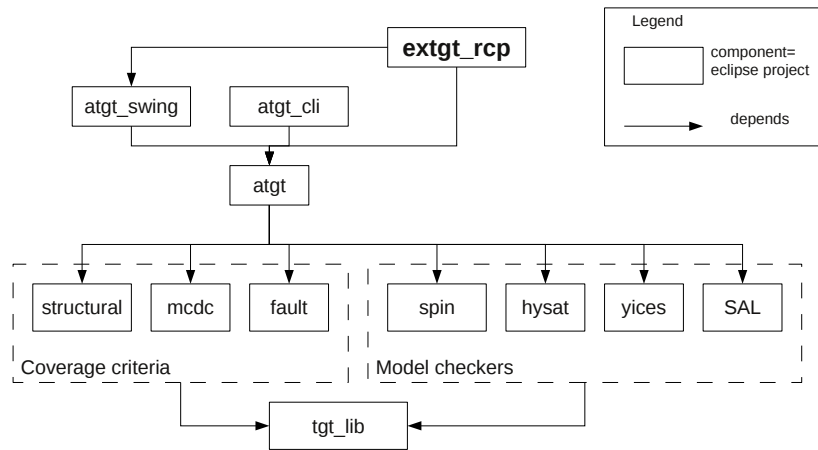 extgt_rcp
Legend
component=
eclipse project
depends
atgt_swing
atgt_cli
atgt
structural
mcdc
fault
spin
hysat
yices
SAL
Coverage criteria
Model checkers
tgt_lib